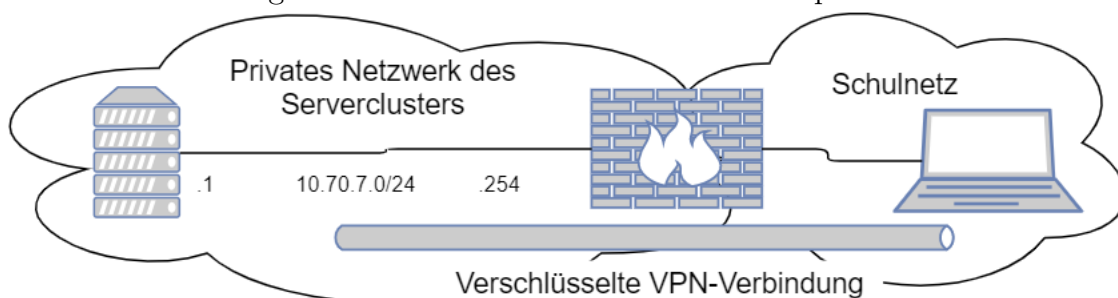 Privates Netzwerk des
Serverclusters
Schulnetz
.1
10.70.7.0/24
.254
Verschlüsselte VPN-Verbindung